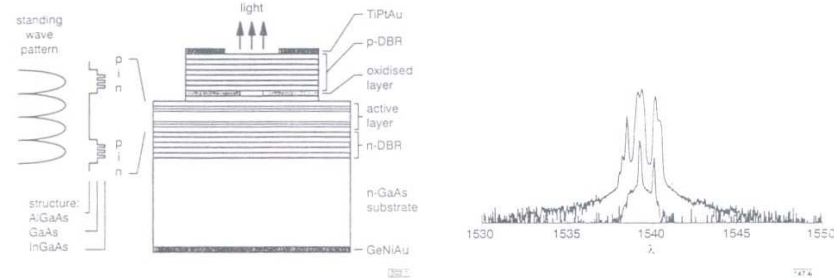 standing
wave
pattern
light
TiPtAu
p-DBR
oxidised
layer
p
i
n
active
layer
n-DBR
p
i
n
n-GaAs
substrate
structure:
AlGaAs
GaAs
InGaAs
GeNiAu
1530
1535
1540
1545
1550
λ